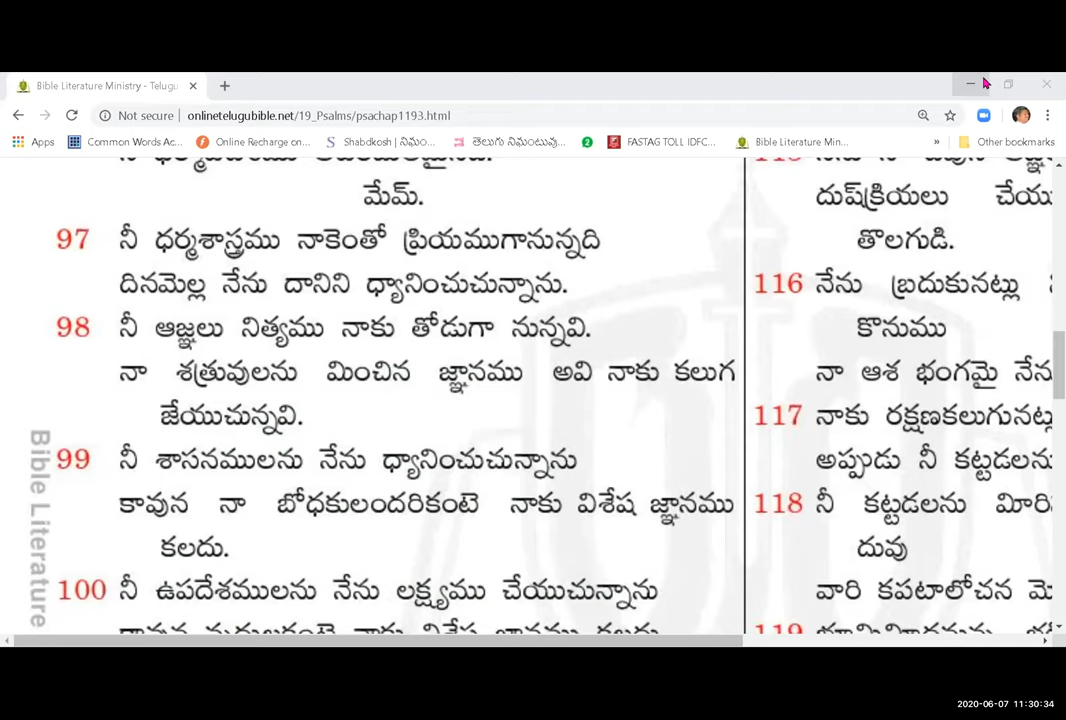 Bible Literature Ministry - Telugu
Not secure | onlinetelugubible.net/19_Psalms/psachap1193.html
Apps Common Words Ac... Online Recharge -... Shabdkosh | నిఘం... తెలుగు నిఘంటువు... 2 FASTAG TOLL IDFC... Bible Literature Min... » Other bookmarks
మేమ్.
97 నీ ధర్మశాస్త్రము నాకెంతో ప్రియముగానున్నది
దినమెల్ల నేను దానిని ధ్యానించుచున్నాను.
98 నీ ఆజ్ఞలు నిత్యము నాకు తోడుగా నున్నవి.
నా శత్రువులను మించిన జ్ఞానము అవి నాకు కలుగ
జేయుచున్నవి.
99 నీ శాసనములను నేను ధ్యానించుచున్నాను
కావున నా బోధకులందరికంటె నాకు విశేష జ్ఞానము
కలదు.
100 నీ ఉపదేశములను నేను లక్ష్యము చేయుచున్నాను
దుష్‌క్రియలు చేయు
తొలగుడి.
116 నేను బ్రదుకునట్లు
కొనుము
నా ఆశ భంగమై నేను
117 నాకు రక్షణకలుగునట్లు
అప్పుడు నీ కట్టడలను
118 నీ కట్టడలను మీరి
దువు
వారి కపటాలోచన మో
119
Bible Literature
2020-06-07 11:30:34